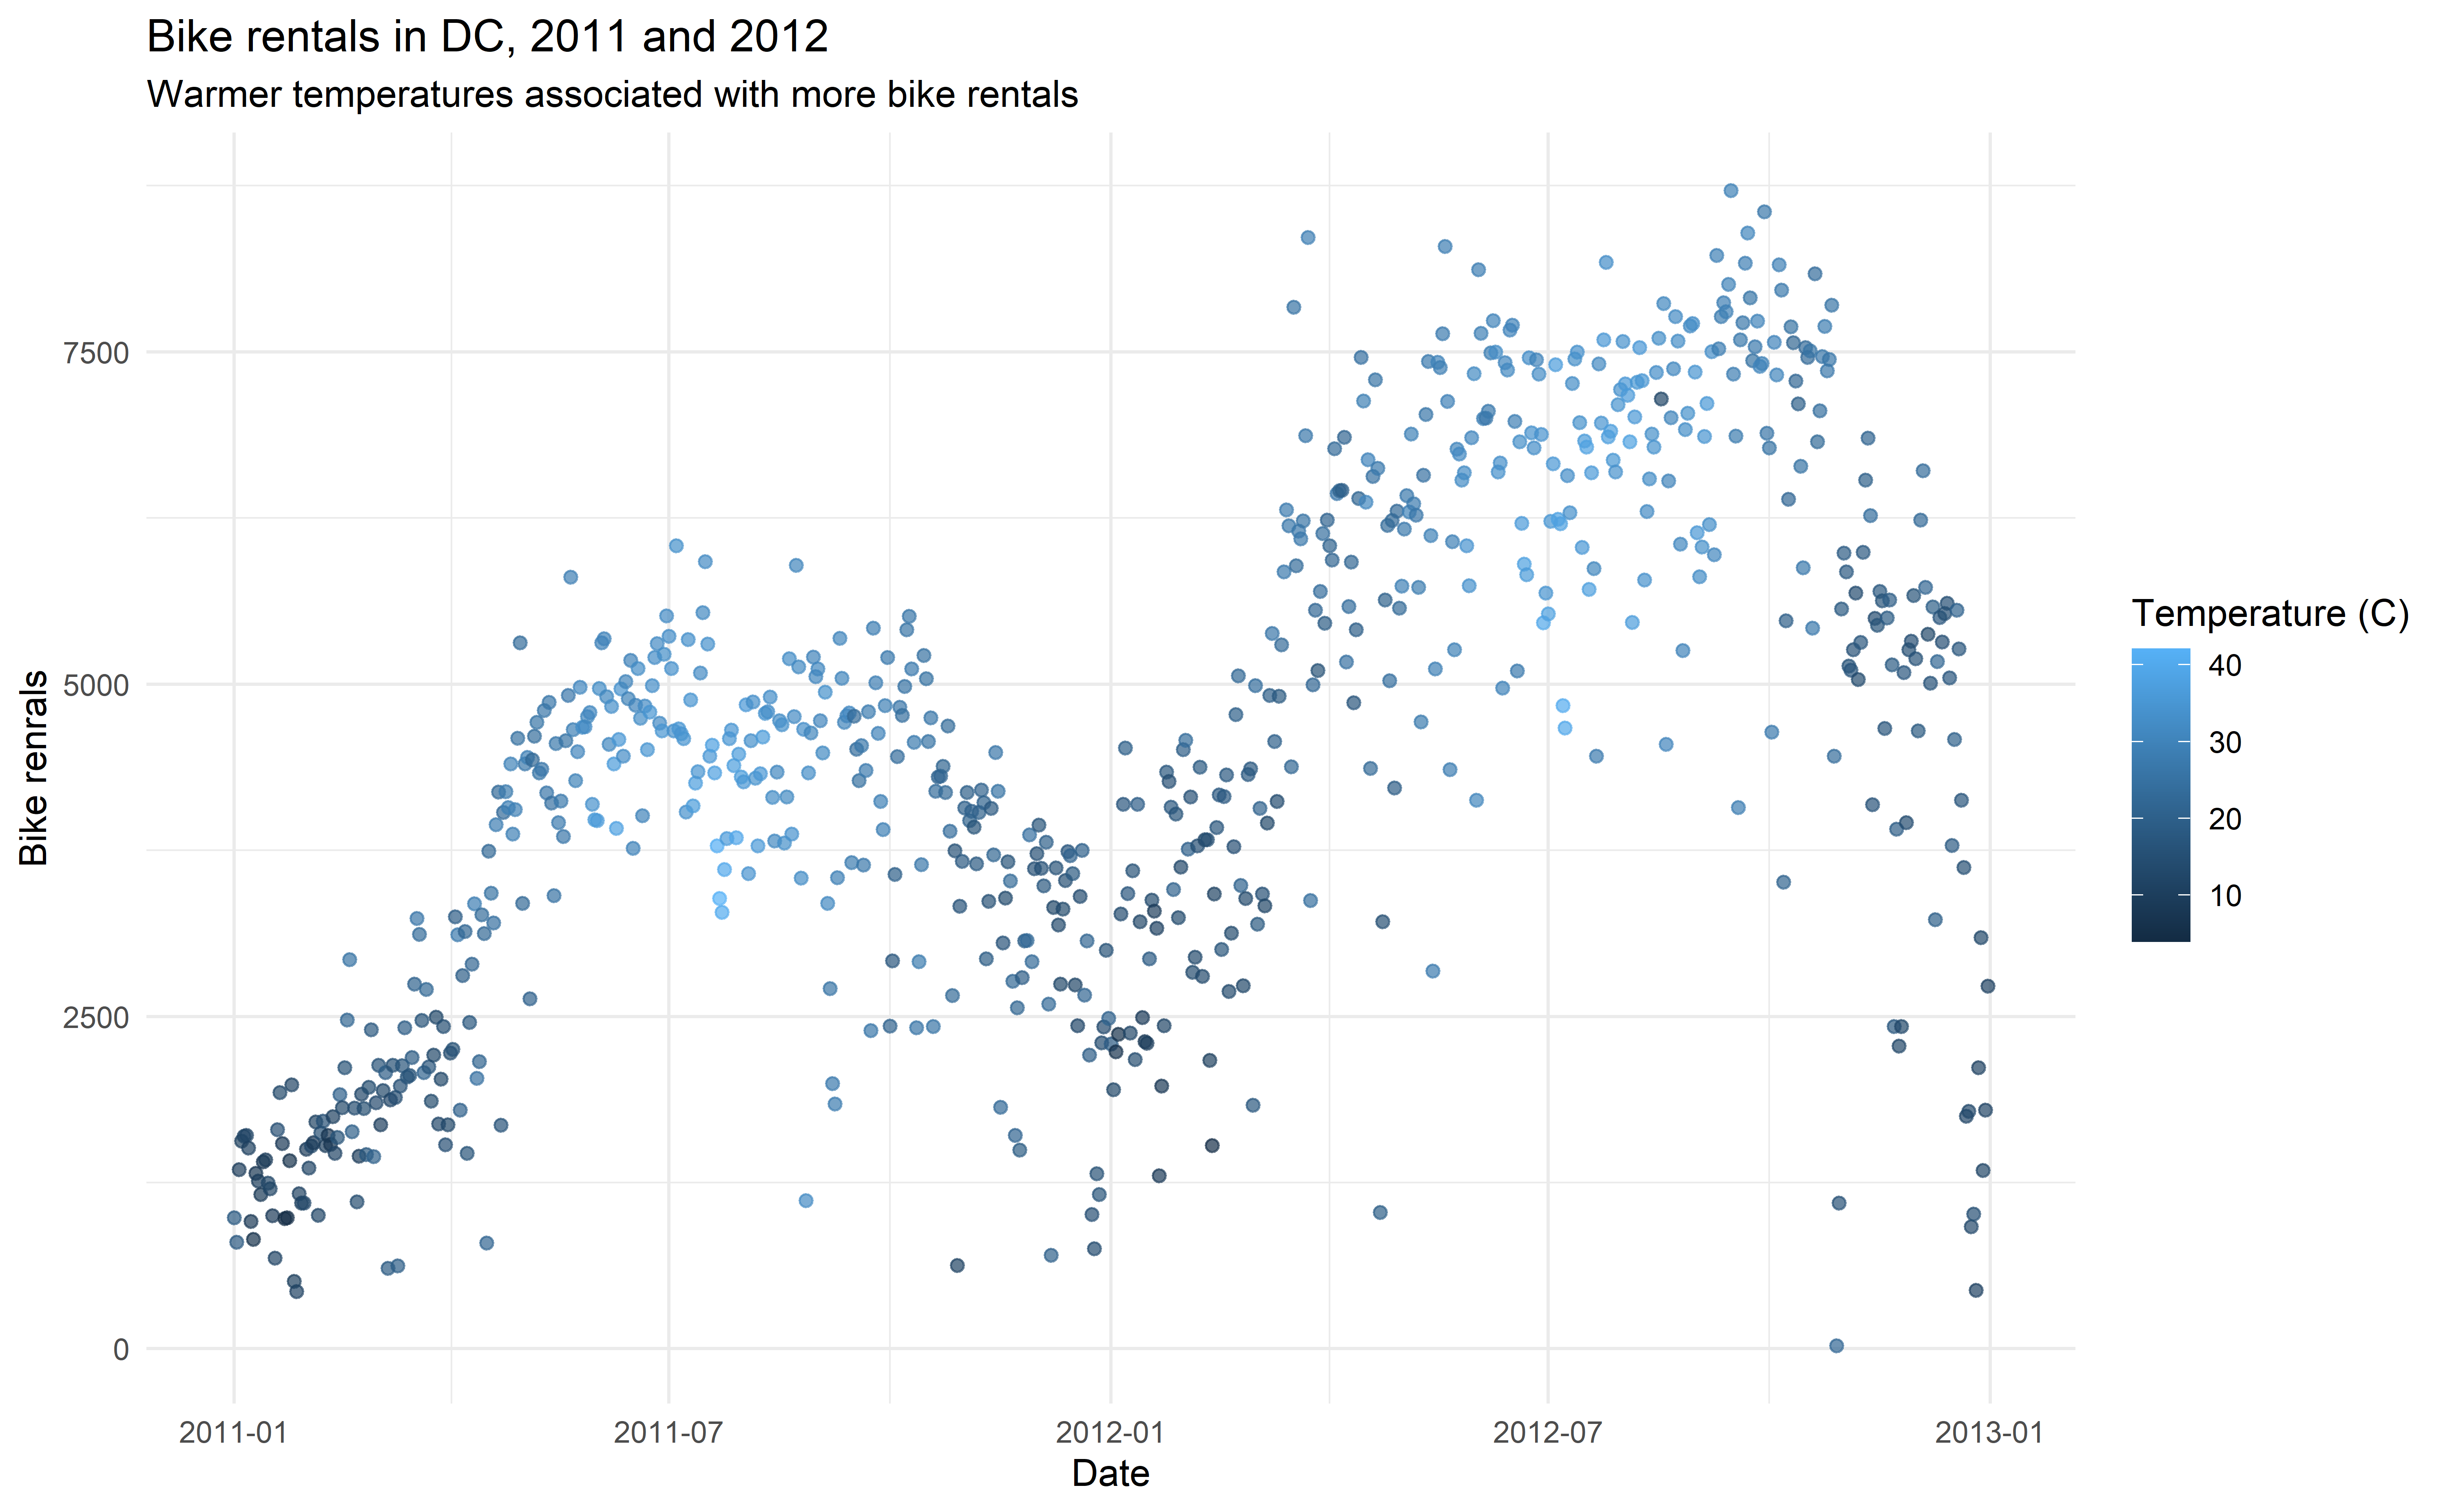 Bike rentals in DC, 2011 and 2012
Warmer temperatures associated with more bike rentals
Bike renrals
7500
5000
2500
0
2011-01
2011-07
2012-01
2012-07
2013-01
Date
Temperature (C)
40
30
20
10